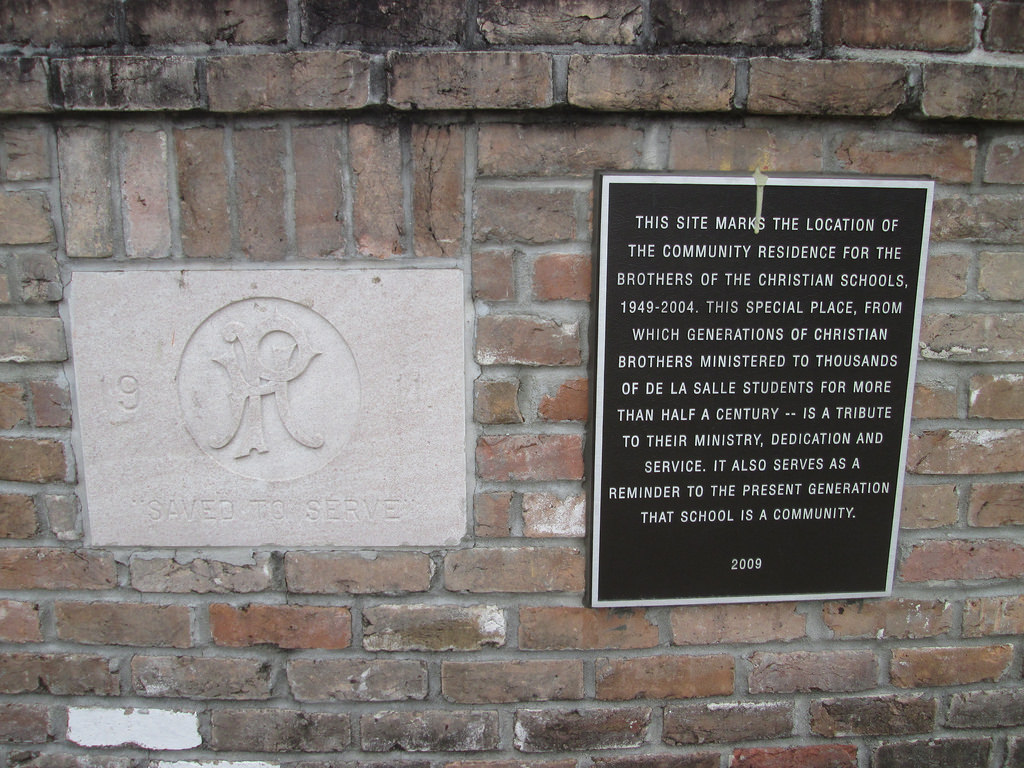 19 11
"SAVED TO SERVE"
THIS SITE MARKS THE LOCATION OF
THE COMMUNITY RESIDENCE FOR THE
BROTHERS OF THE CHRISTIAN SCHOOLS,
1949-2004. THIS SPECIAL PLACE, FROM
WHICH GENERATIONS OF CHRISTIAN
BROTHERS MINISTERED TO THOUSANDS
OF DE LA SALLE STUDENTS FOR MORE
THAN HALF A CENTURY -- IS A TRIBUTE
TO THEIR MINISTRY, DEDICATION AND
SERVICE. IT ALSO SERVES AS A
REMINDER TO THE PRESENT GENERATION
THAT SCHOOL IS A COMMUNITY.
2009